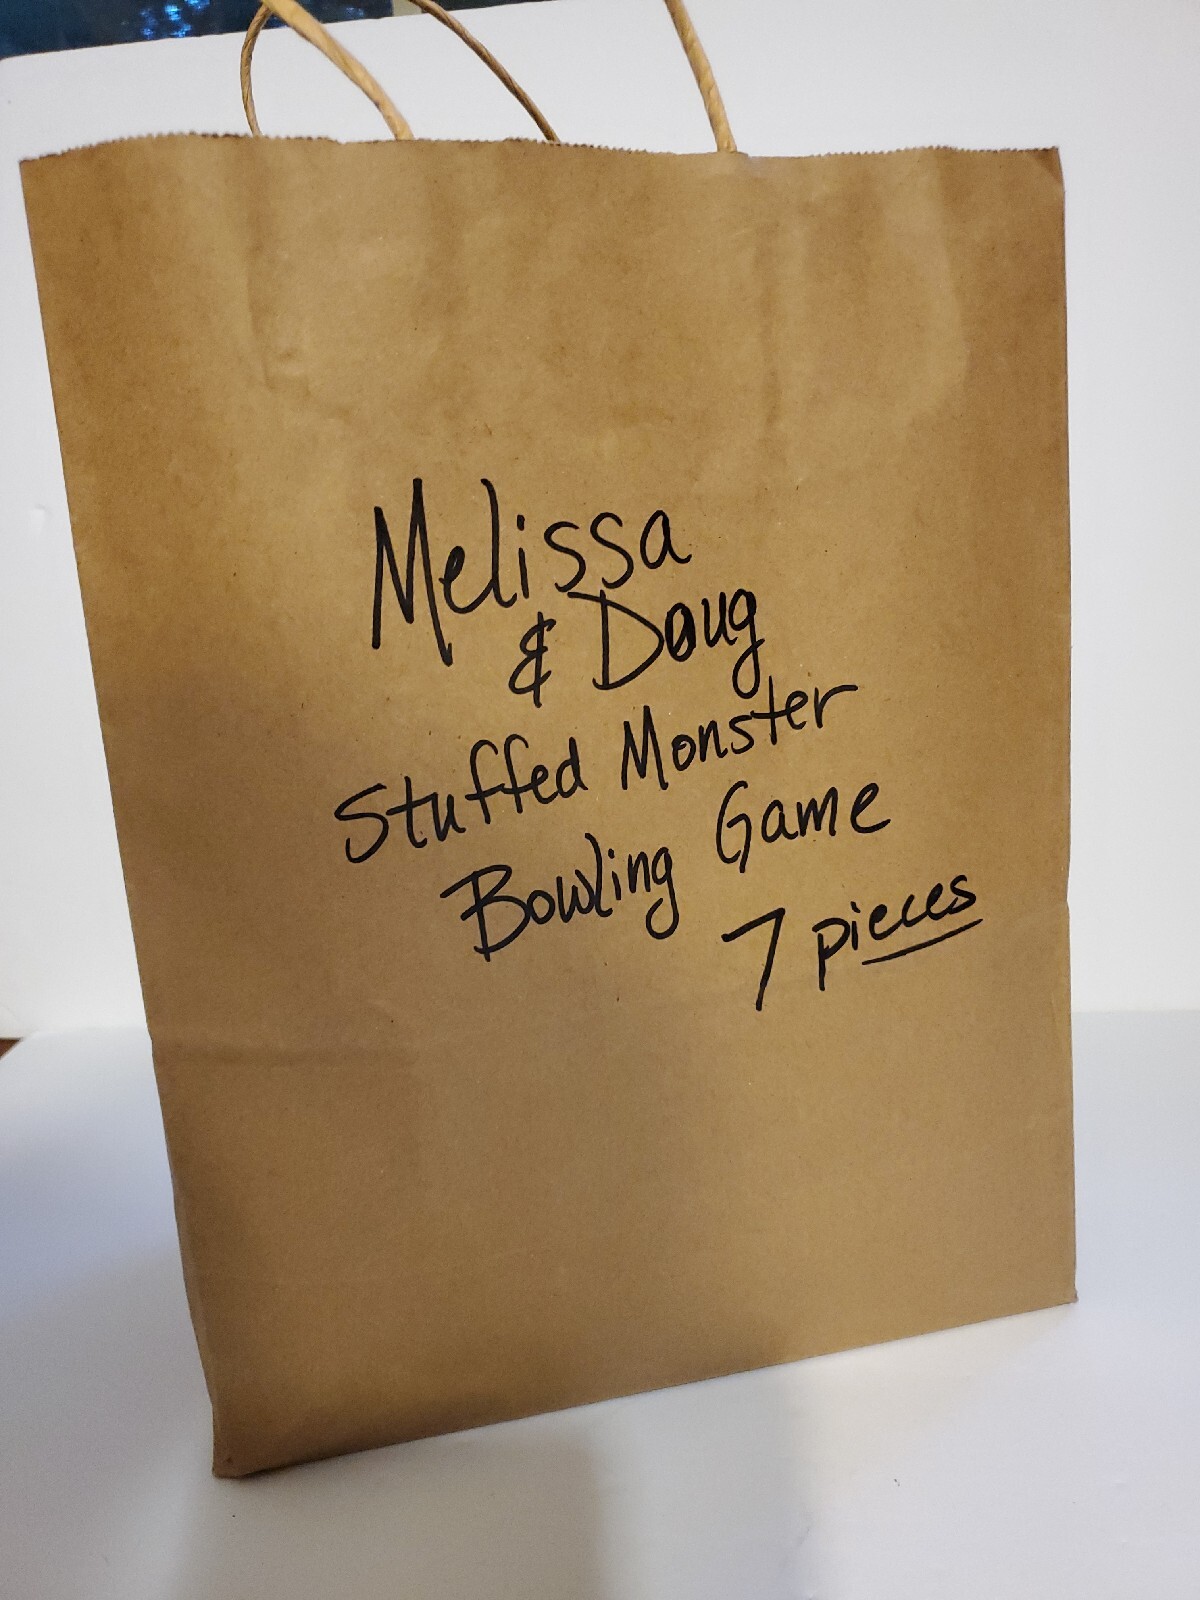 Melissa
& Doug
Stuffed Monster
Bowling Game
7 pieces